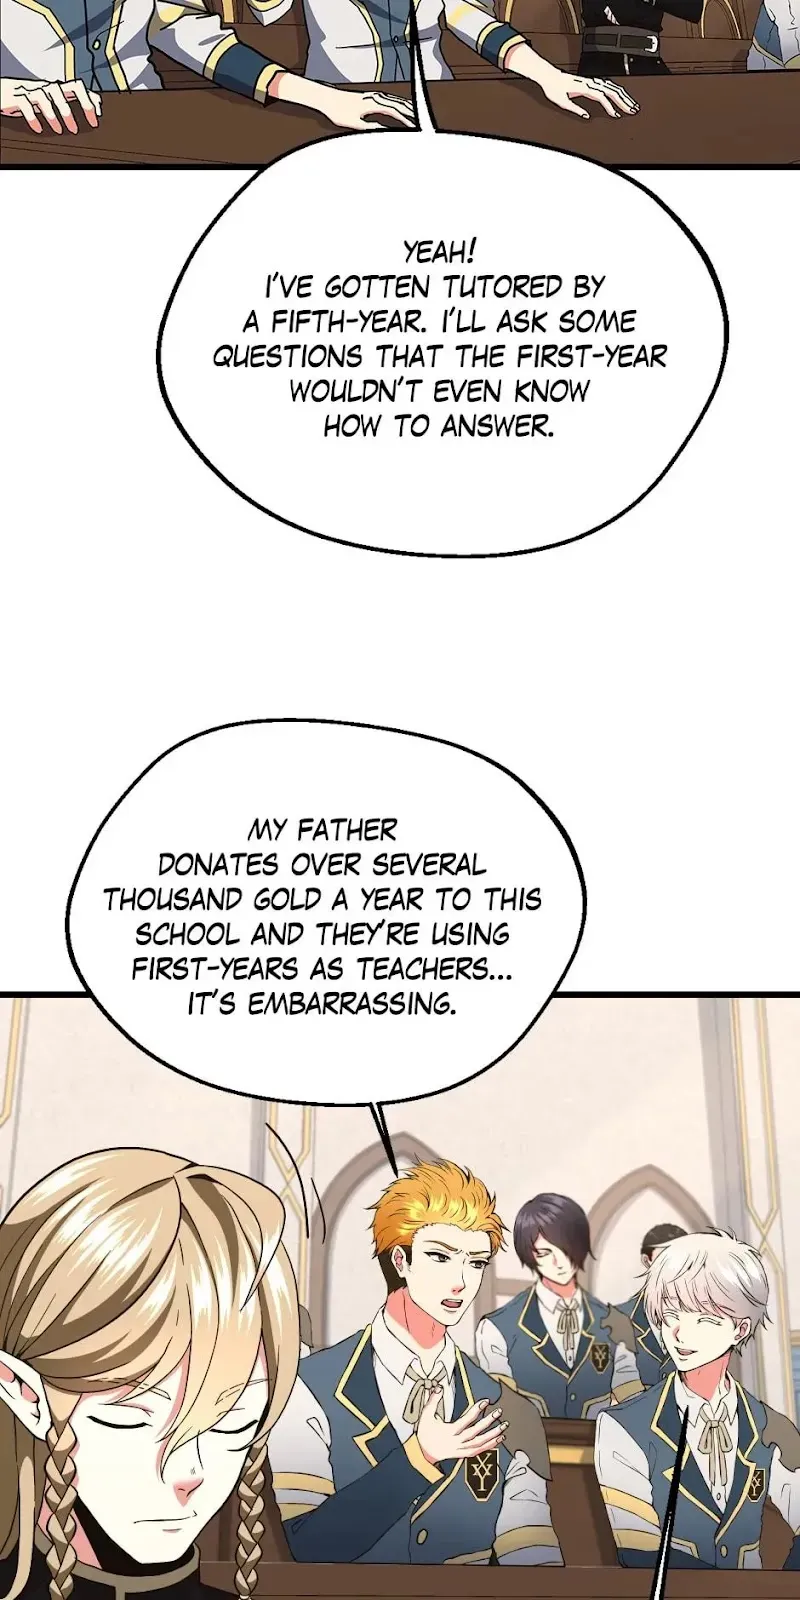 YEAH!
I'VE GOTTEN TUTORED BY
A FIFTH-YEAR. I'LL ASK SOME
QUESTIONS THAT THE FIRST-YEAR
WOULDN'T EVEN KNOW
HOW TO ANSWER.
MY FATHER
DONATES OVER SEVERAL
THOUSAND GOLD A YEAR TO THIS
SCHOOL AND THEY'RE USING
FIRST-YEARS AS TEACHERS...
IT'S EMBARRASSING.